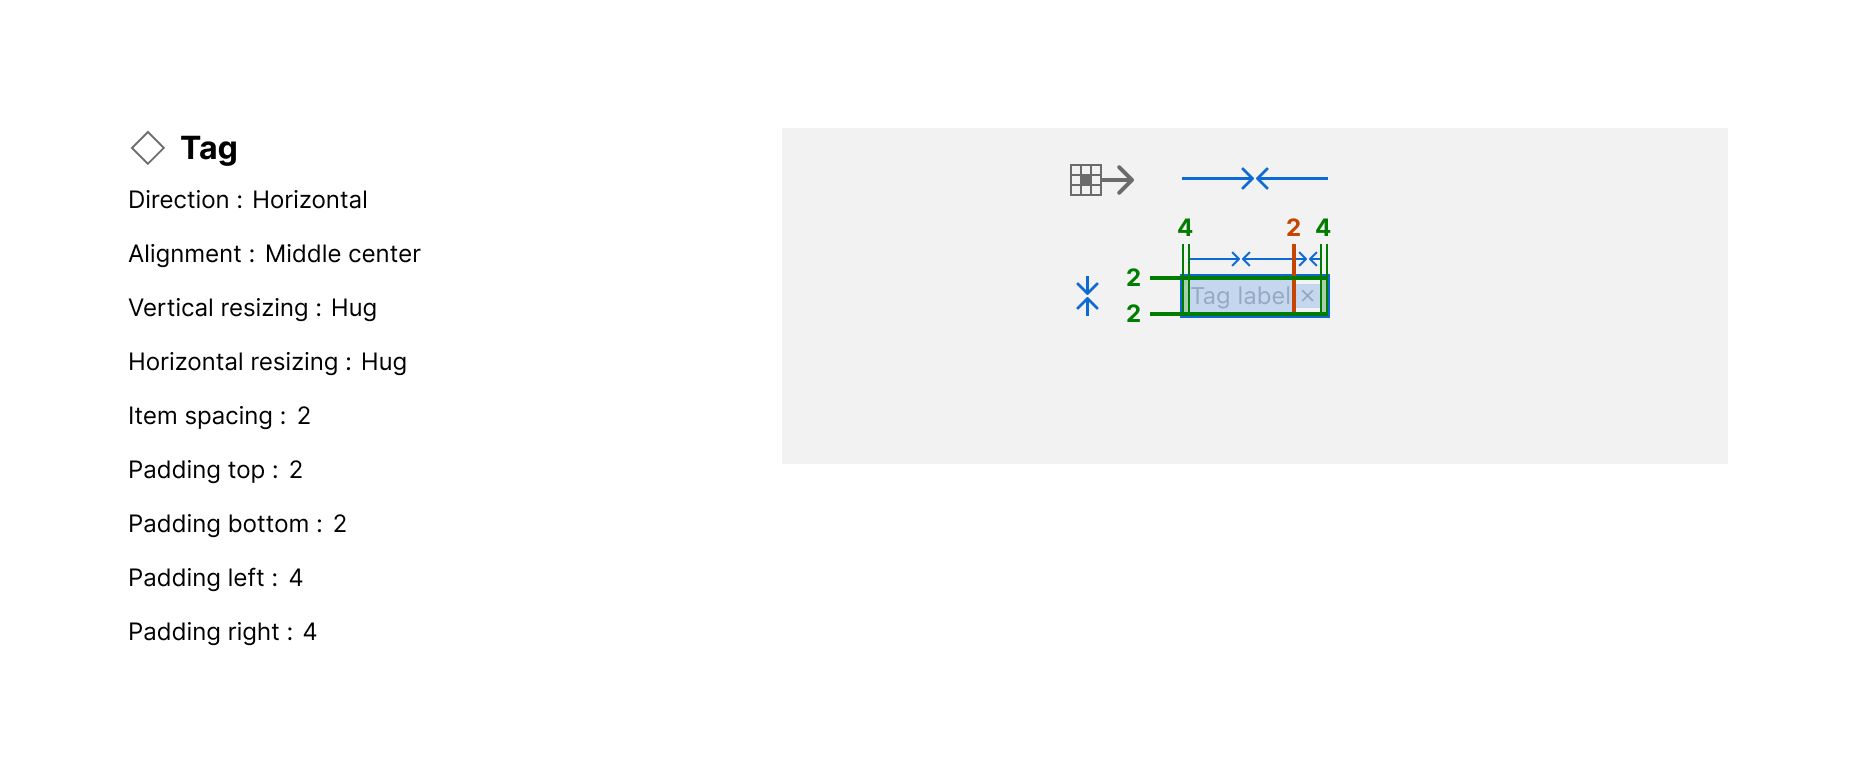 Tag
Direction : Horizontal
Alignment : Middle center
Vertical resizing : Hug
Horizontal resizing : Hug
Item spacing : 2
Padding top : 2
Padding bottom : 2
Padding left : 4
Padding right : 4
4 2 4
2
Tag label ×
2